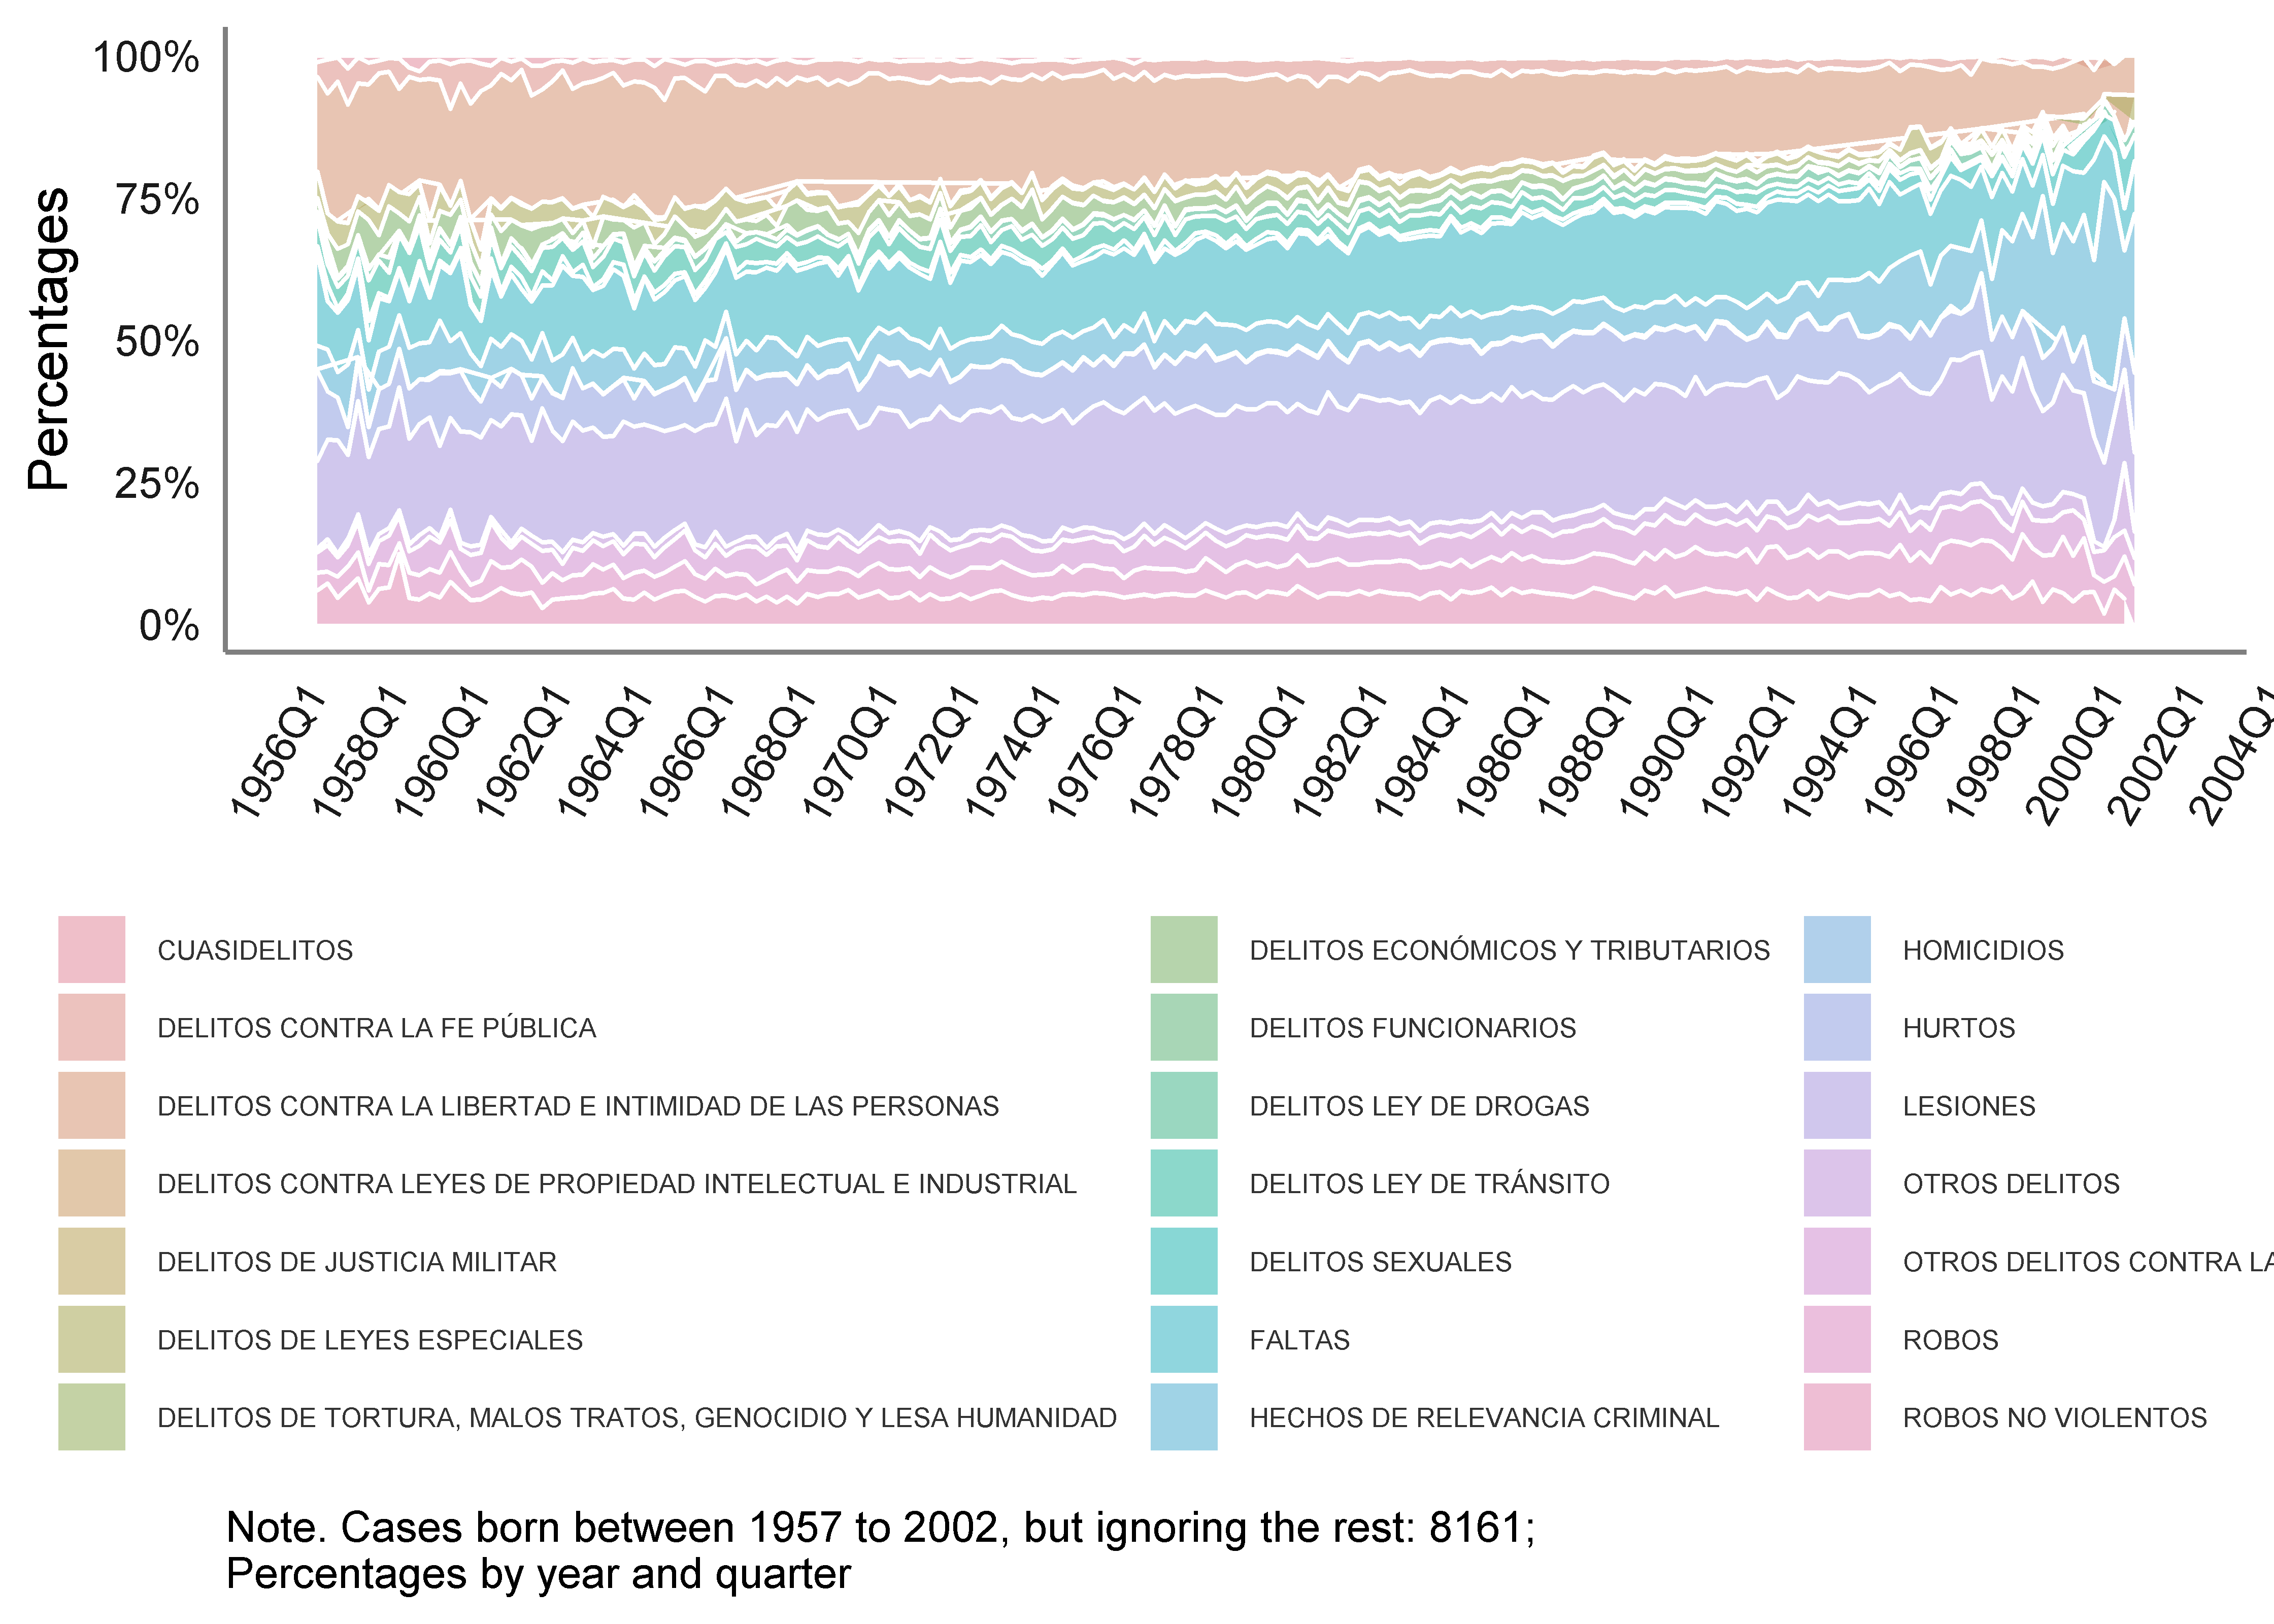 100%
75%
50%
25%
0%
Percentages
1956Q1
1958Q1
1960Q1
1962Q1
1964Q1
1966Q1
1968Q1
1970Q1
1972Q1
1974Q1
1976Q1
1978Q1
1980Q1
1982Q1
1984Q1
1986Q1
1988Q1
1990Q1
1992Q1
1994Q1
1996Q1
1998Q1
2000Q1
2002Q1
2004Q1
CUASIDELITOS
DELITOS CONTRA LA FE PÚBLICA
DELITOS CONTRA LA LIBERTAD E INTIMIDAD DE LAS PERSONAS
DELITOS CONTRA LEYES DE PROPIEDAD INTELECTUAL E INDUSTRIAL
DELITOS DE JUSTICIA MILITAR
DELITOS DE LEYES ESPECIALES
DELITOS DE TORTURA, MALOS TRATOS, GENOCIDIO Y LESA HUMANIDAD
DELITOS ECONÓMICOS Y TRIBUTARIOS
DELITOS FUNCIONARIOS
DELITOS LEY DE DROGAS
DELITOS LEY DE TRÁNSITO
DELITOS SEXUALES
FALTAS
HECHOS DE RELEVANCIA CRIMINAL
HOMICIDIOS
HURTOS
LESIONES
OTROS DELITOS
OTROS DELITOS CONTRA LA
ROBOS
ROBOS NO VIOLENTOS
Note. Cases born between 1957 to 2002, but ignoring the rest: 8161;
Percentages by year and quarter